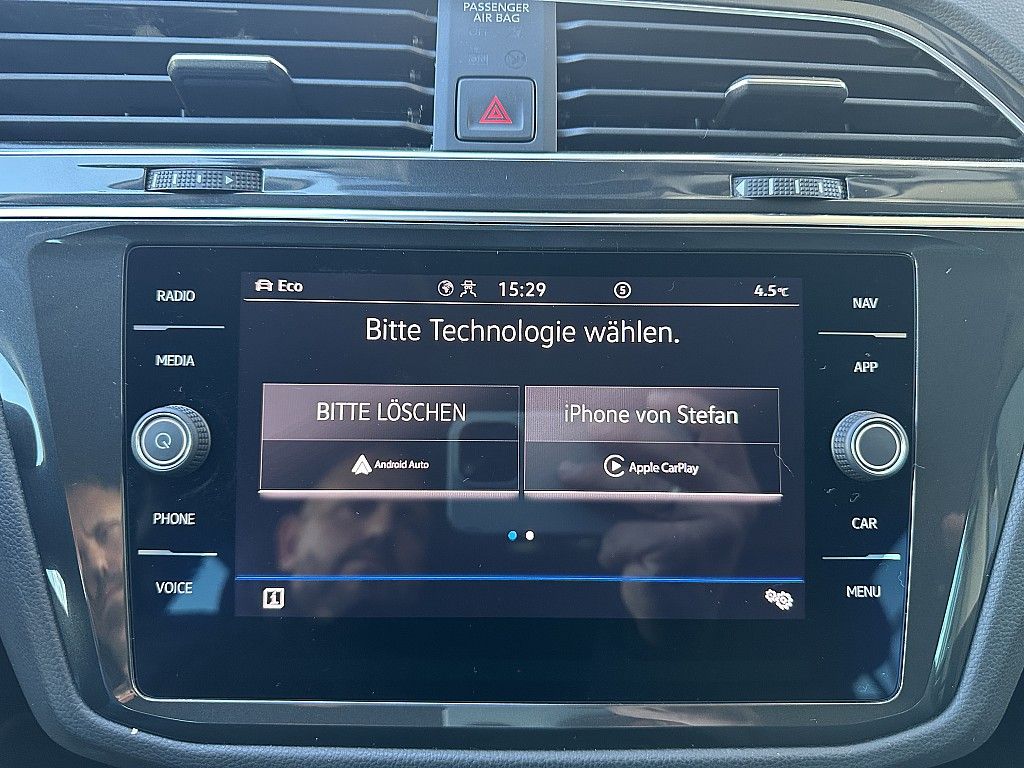 PASSENGER
AIR BAG
Eco
15:29
5
4.5°C
RADIO
MEDIA
PHONE
VOICE
Bitte Technologie wählen.
BITTE LÖSCHEN
Android Auto
iPhone von Stefan
Apple CarPlay
NAV
APP
CAR
MENU